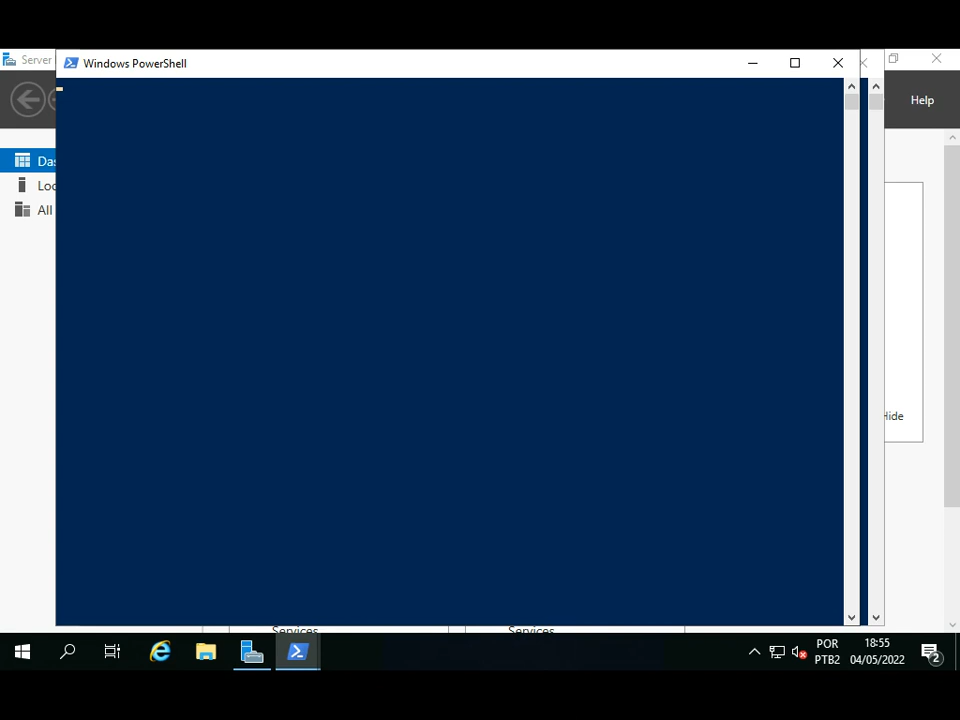 Server
Windows PowerShell
Help
Das
Loc
All
Hide
Services
Services
POR
PTB2
18:55
04/05/2022
2